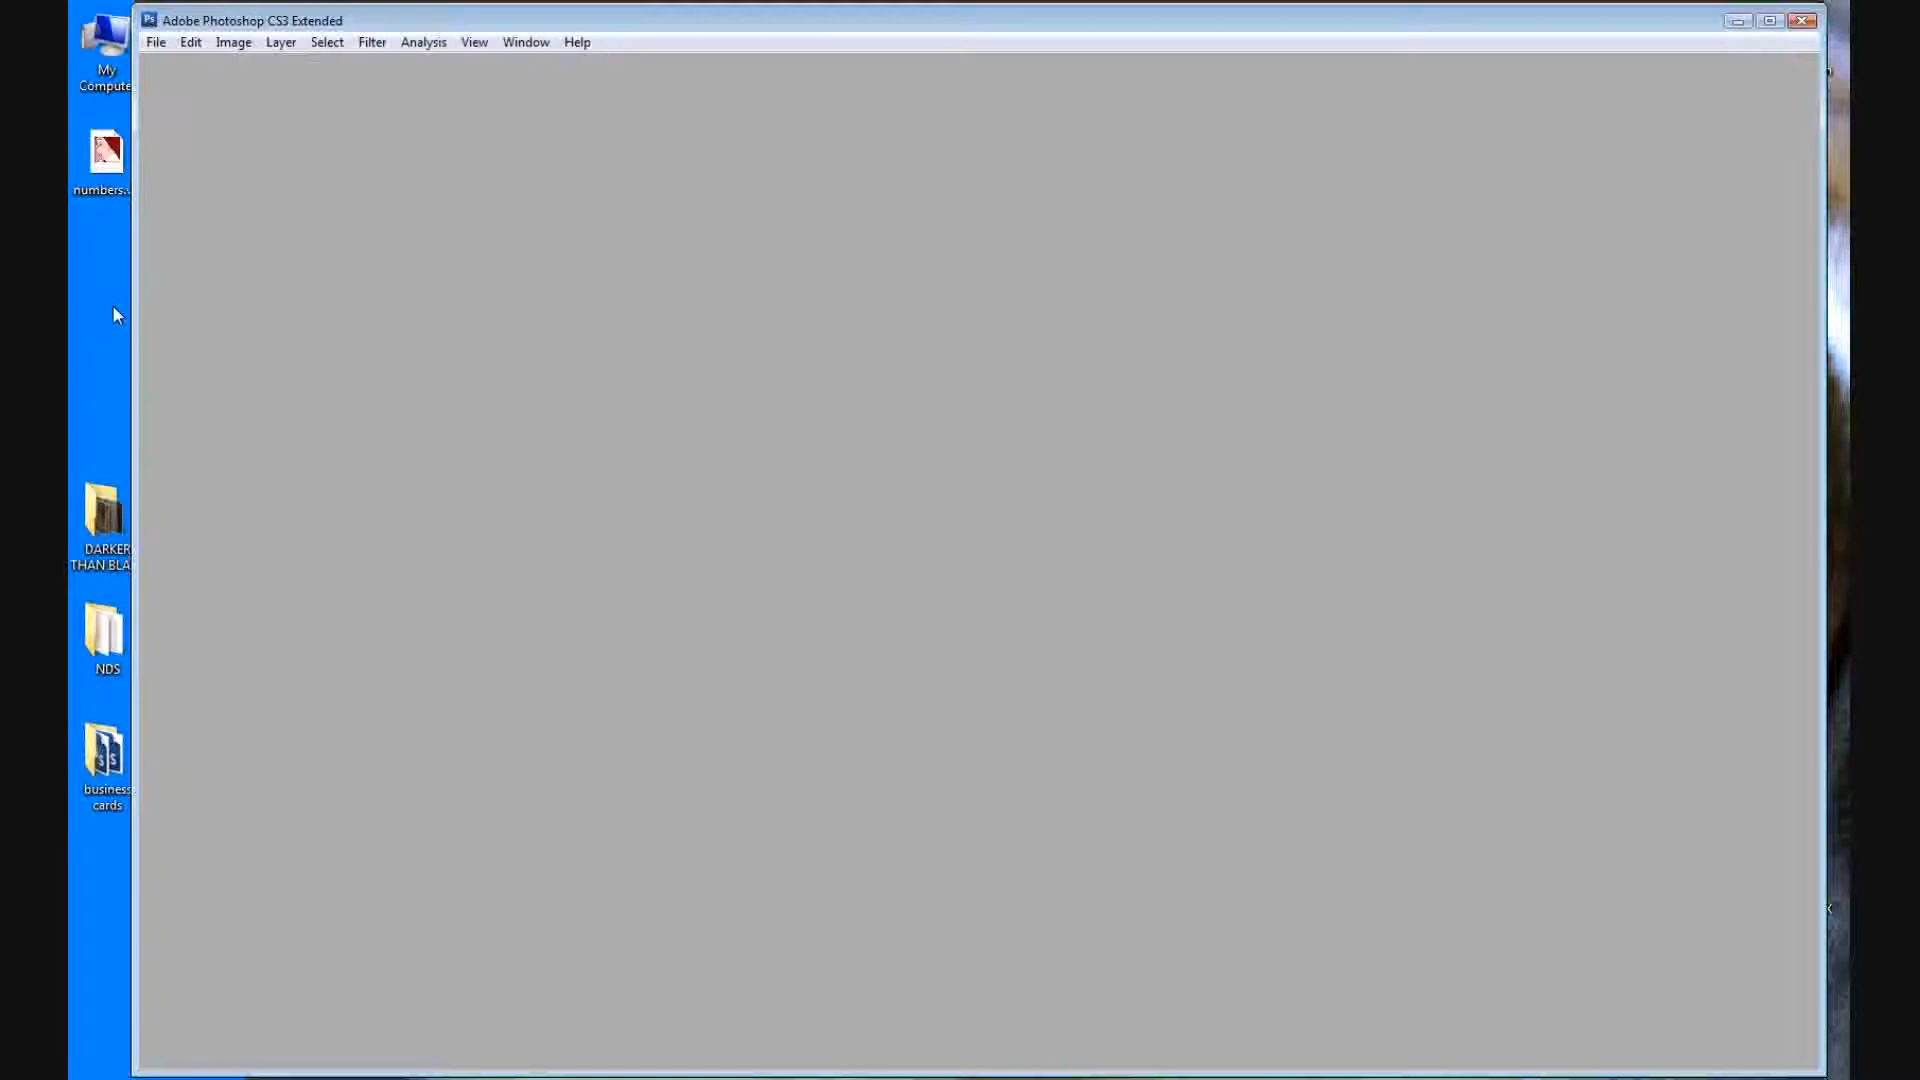 Ps Adobe Photoshop CS3 Extended
File Edit Image Layer Select Filter Analysis View Window Help
My
Compute
numbers...
DARKER
THAN BLA
NDS
business
cards